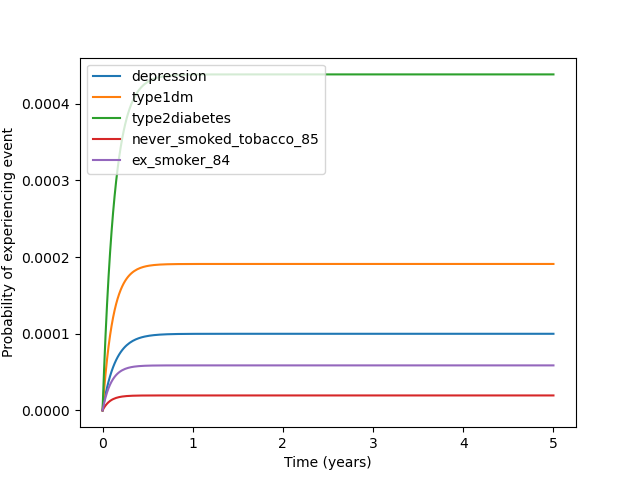 depression
type1dm
type2diabetes
never_smoked_tobacco_85
ex_smoker_84
Probability of experiencing event
0.0004
0.0003
0.0002
0.0001
0.0000
0 1 2 3 4 5
Time (years)